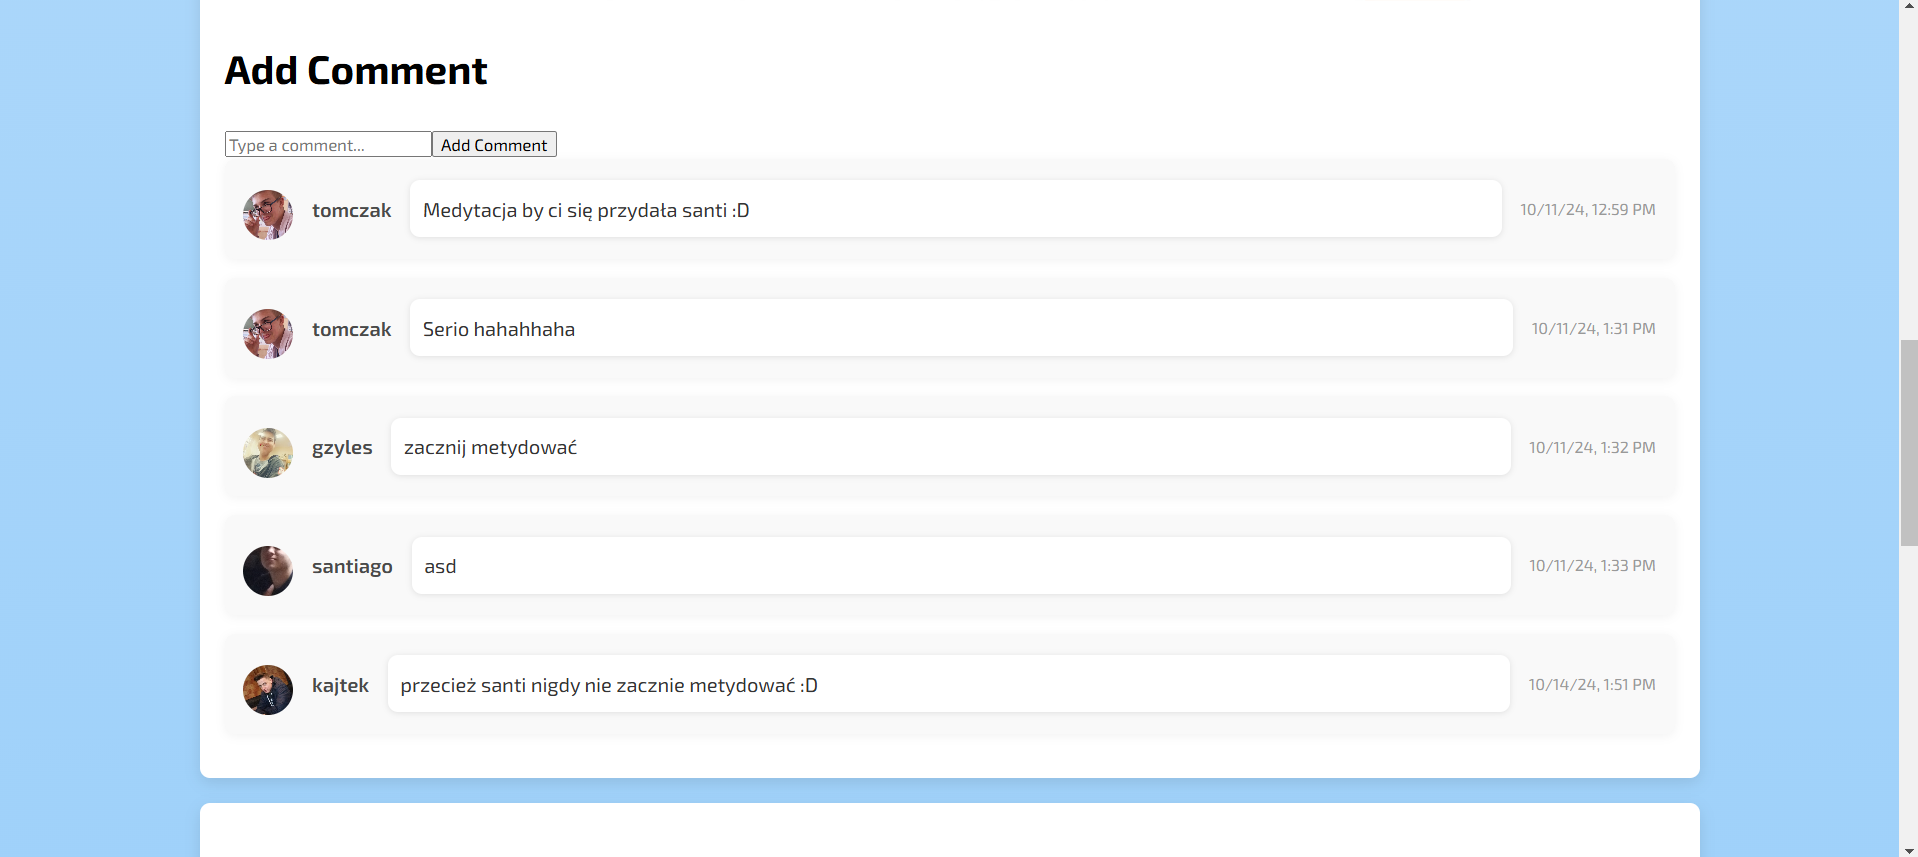 Add Comment
Type a comment... Add Comment
tomczak Medytacja by ci się przydała santi :D 10/11/24, 12:59 PM
tomczak Serio hahahhaha 10/11/24, 1:31 PM
gzyles zacznij metydować 10/11/24, 1:32 PM
santiago asd 10/11/24, 1:33 PM
kajtek przecież santi nigdy nie zacznie metydować :D 10/14/24, 1:51 PM